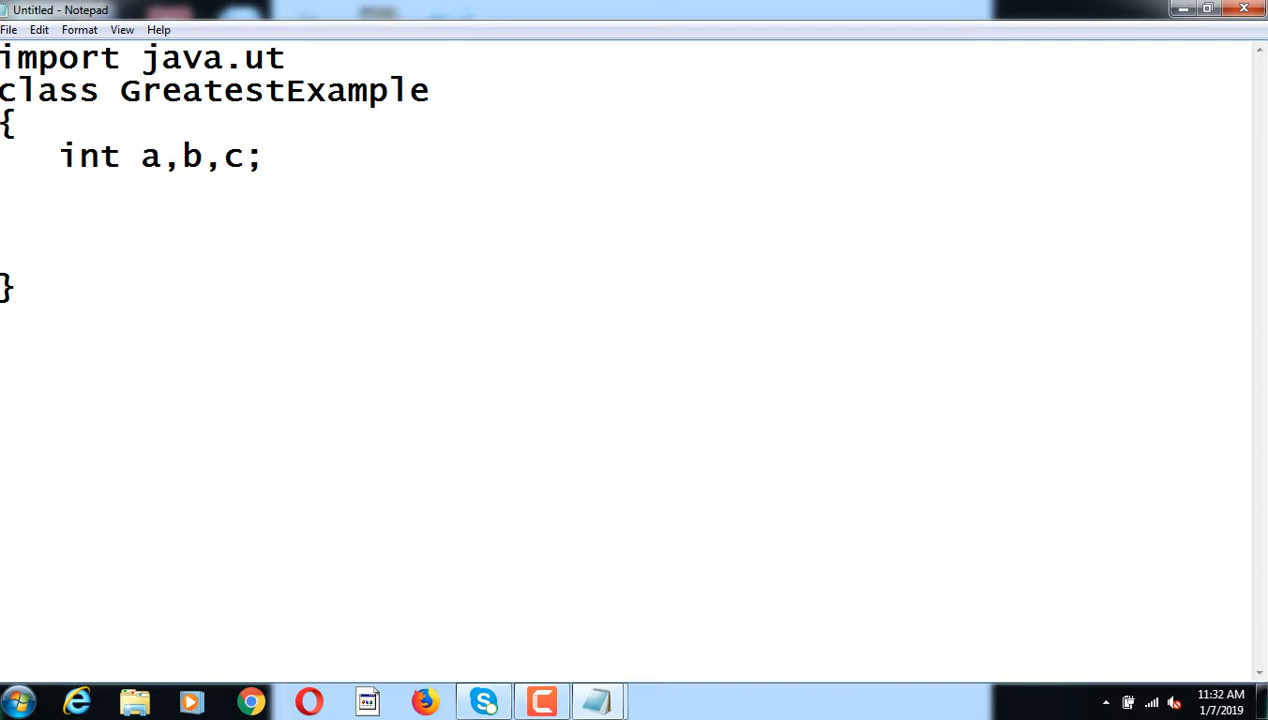 Untitled - Notepad
File Edit Format View Help
import java.ut
class GreatestExample
{
int a,b,c;
}
11:32 AM
1/7/2019